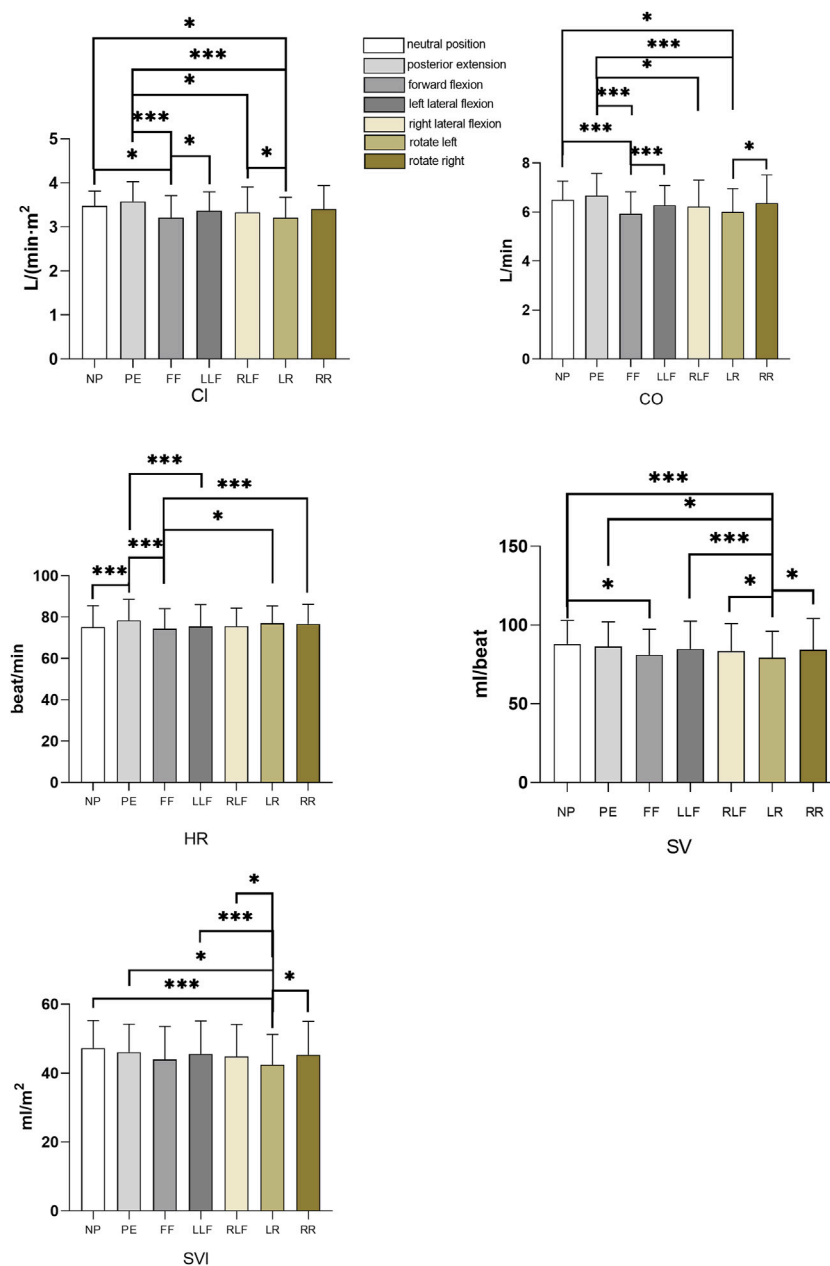 *
***
*
***
*
*
*
5
4
3
2
1
0
L/(min·m²)
NP PE FF LLF RLF LR RR
CI
neutral position
posterior extension
forward flexion
left lateral flexion
right lateral flexion
rotate left
rotate right
*
***
*
***
***
***
*
8
6
4
2
0
L/min
NP PE FF LLF RLF LR RR
CO
***
***
*
***
***
100
80
60
40
20
0
beat/min
NP PE FF LLF RLF LR RR
HR
***
*
***
*
*
*
150
100
50
0
ml/beat
NP PE FF LLF RLF LR RR
SV
*
***
*
***
*
60
40
20
0
ml/m²
NP PE FF LLF RLF LR RR
SVI